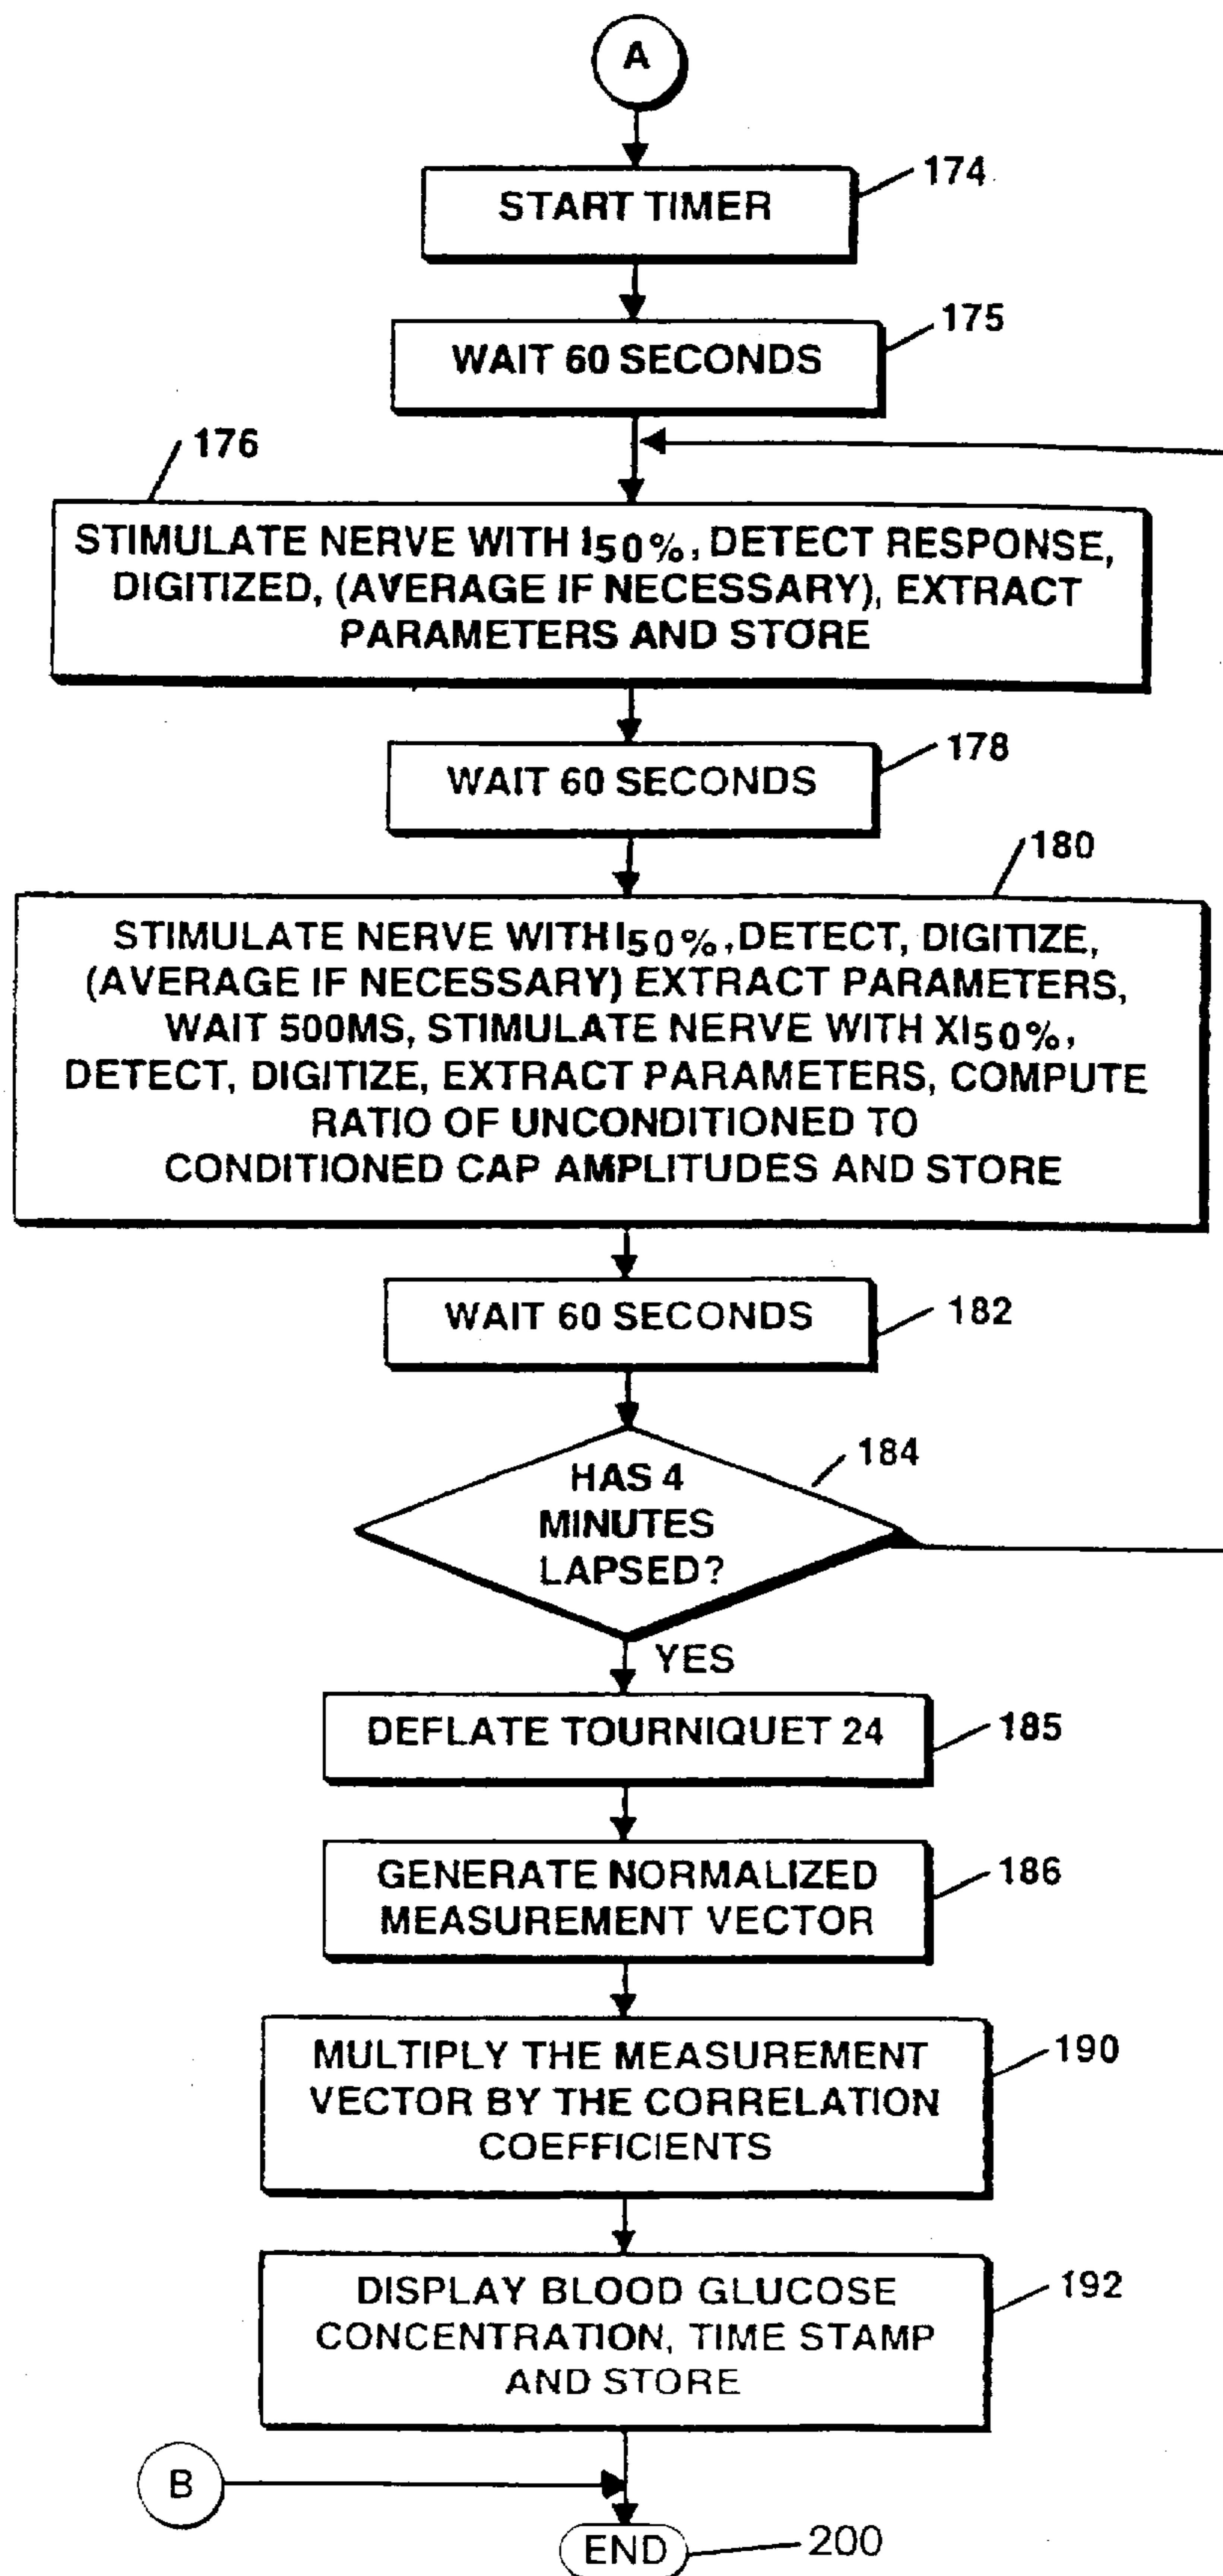 A
174
START TIMER
175
WAIT 60 SECONDS
176
STIMULATE NERVE WITH I50%, DETECT RESPONSE,
DIGITIZED, (AVERAGE IF NECESSARY), EXTRACT
PARAMETERS AND STORE
178
WAIT 60 SECONDS
180
STIMULATE NERVE WITH I50%, DETECT, DIGITIZE,
(AVERAGE IF NECESSARY) EXTRACT PARAMETERS,
WAIT 500MS, STIMULATE NERVE WITH XI50%,
DETECT, DIGITIZE, EXTRACT PARAMETERS, COMPUTE
RATIO OF UNCONDITIONED TO
CONDITIONED CAP AMPLITUDES AND STORE
WAIT 60 SECONDS
182
184
HAS 4
MINUTES
LAPSED?
YES
DEFLATE TOURNIQUET 24
185
GENERATE NORMALIZED
MEASUREMENT VECTOR
186
MULTIPLY THE MEASUREMENT
VECTOR BY THE CORRELATION
COEFFICIENTS
190
DISPLAY BLOOD GLUCOSE
CONCENTRATION, TIME STAMP
AND STORE
192
B
END
200